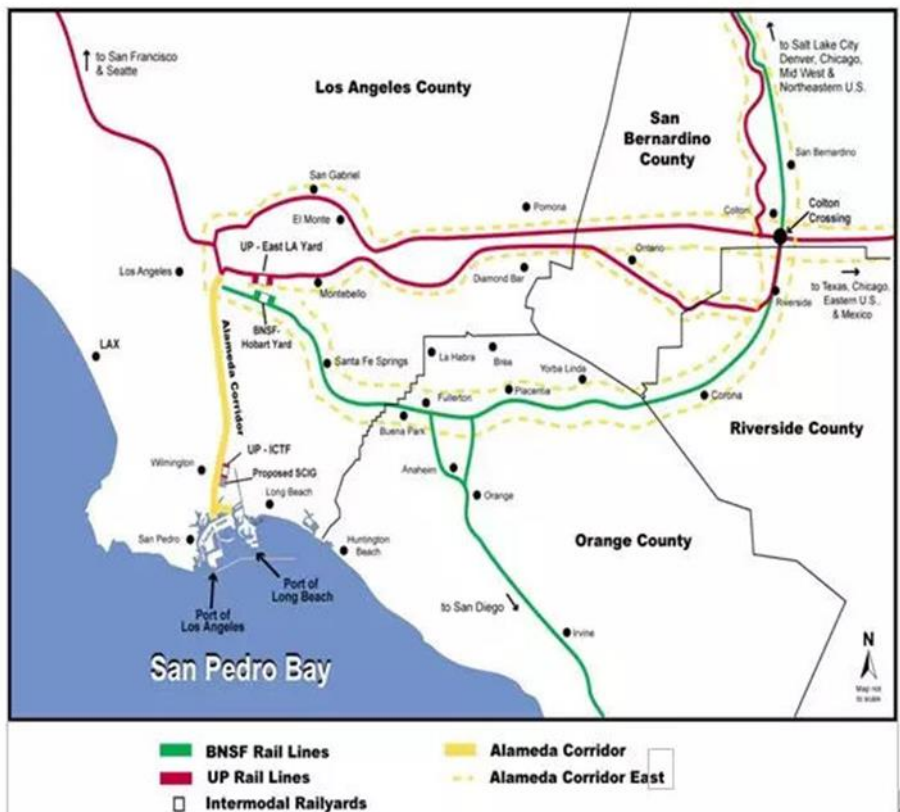 to San Francisco
& Seatte
Los Angeles County
San
Bernardino
County
to Salt Lake City
Denver, Chicago,
Mid West &
Northeastern U.S.
San Bernardino
San Gabriel
El Monte
Pomona
Colton
Colton
Crossing
UP - East LA Yard
Los Angeles
Montebello
Diamond Bar
Ontario
Riverside
to Texas, Chicago,
Eastern U.S.,
& Mexico
BNSF-
Hobart Yard
LAX
Alameda Corridor
Santa Fe Springs
La Habra
Brea
Yorba Linda
Placentia
Fullerton
Corona
Buena Park
Riverside County
Anaheim
Orange
Wilmington
UP - ICTF
Proposed SCIG
Long Beach
San Pedro
Huntington
Beach
Orange County
Port of
Long Beach
Port of
Los Angeles
to San Diego
Irvine
San Pedro Bay
N
Map not
to scale
BNSF Rail Lines
Alameda Corridor
UP Rail Lines
Alameda Corridor East
Intermodal Railyards